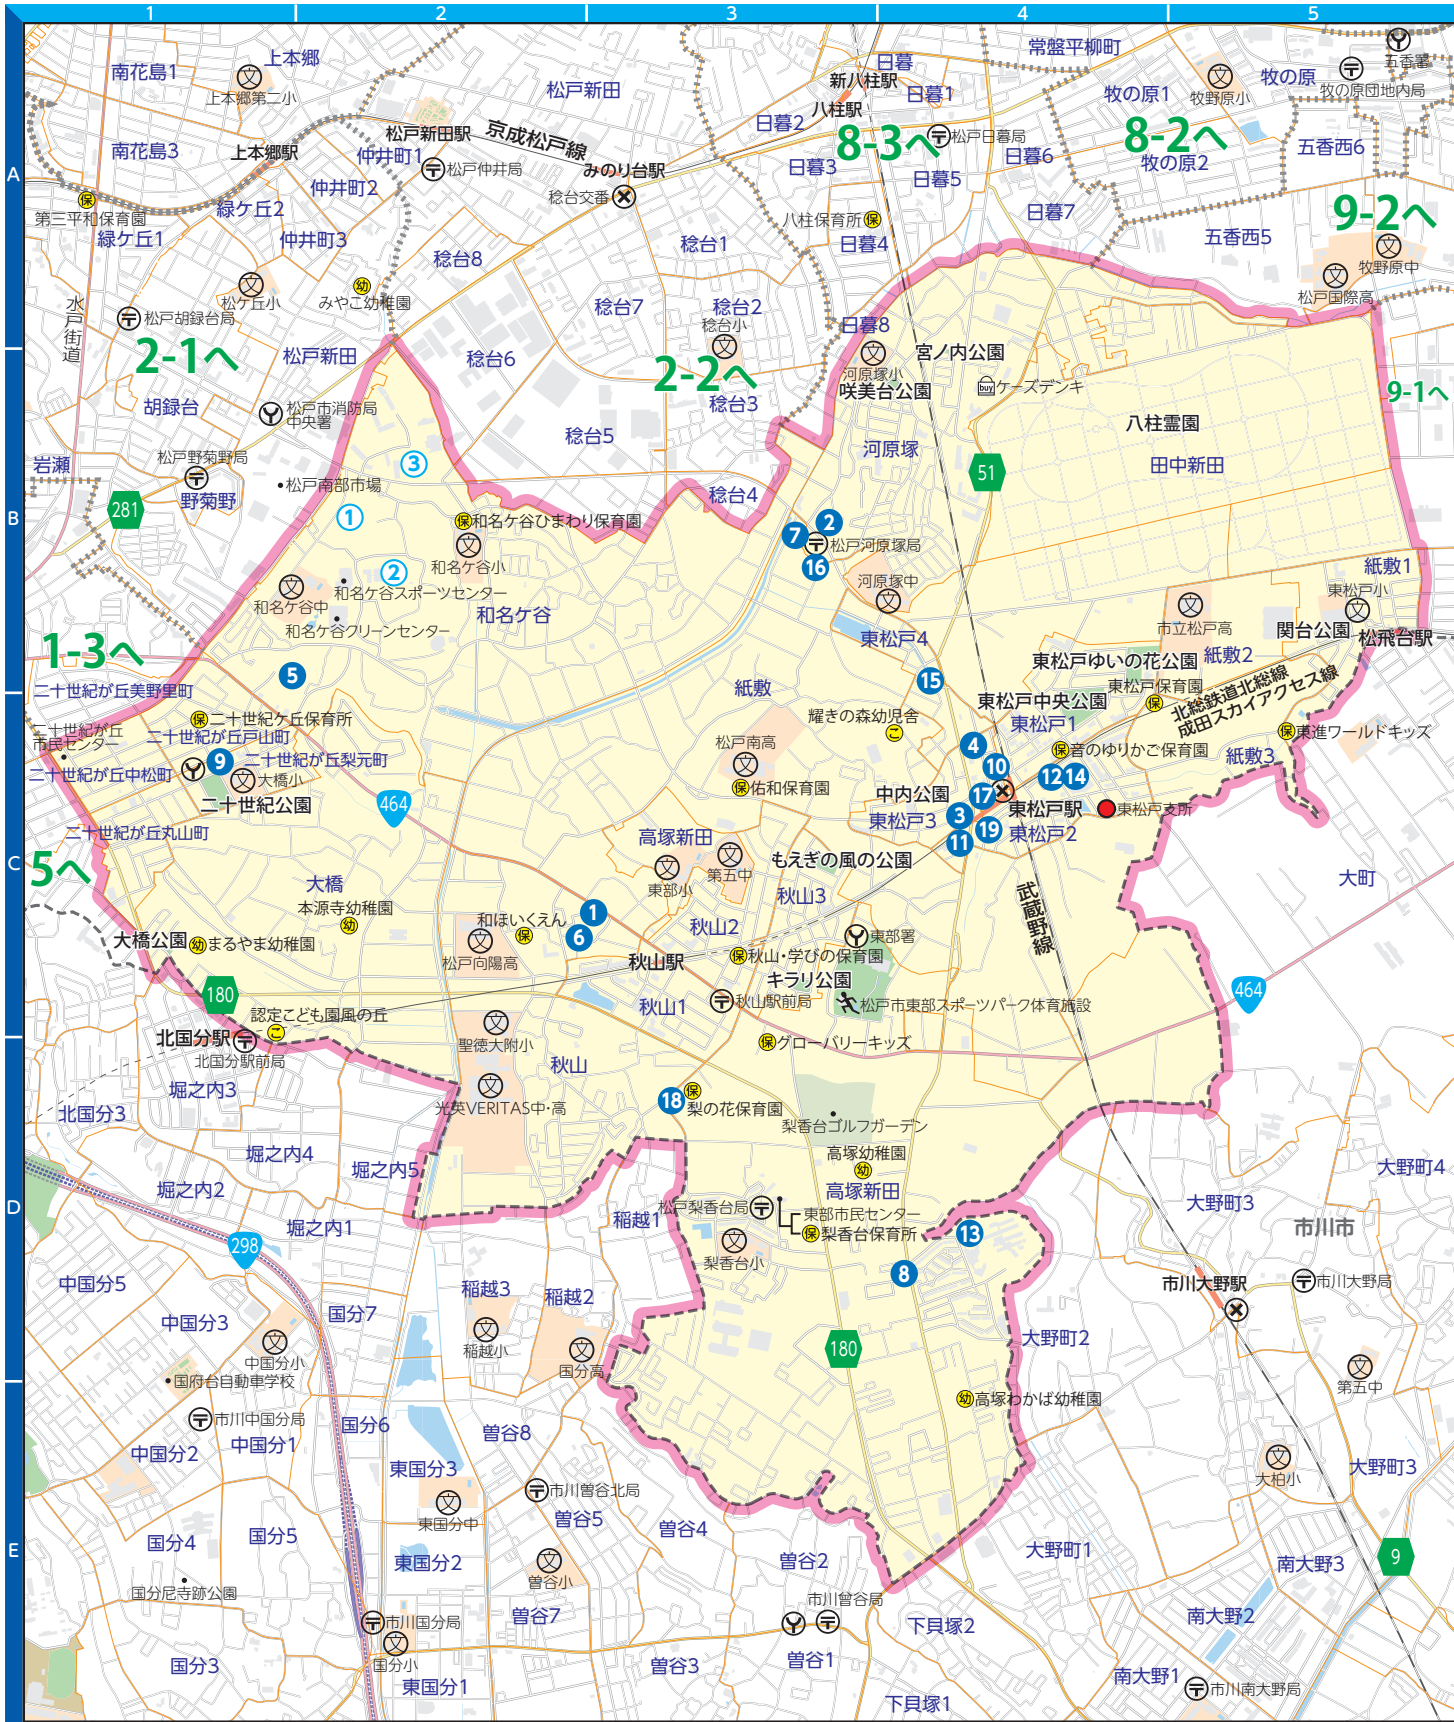 1
2
3
4
5
A
B
C
D
E
南花島1
上本郷
上本郷第二小
南花島3
上本郷駅
松戸新田駅
京成松戸線
松戸新田
仲井町1
松戸仲井局
みのり台駅
稔台交番
仲井町2
緑ケ丘2
第三平和保育園
緑ケ丘1
仲井町3
稔台8
稔台1
松ケ丘小
みやこ幼稚園
稔台7
稔台2
稔台小
水戸街道
松戸胡録台局
2-1へ
松戸新田
稔台6
2-2へ
稔台3
胡録台
松戸市消防局
中央署
稔台5
岩瀬
松戸野菊野局
野菊野
松戸南部市場
281
稔台4
日暮
新八柱駅
八柱駅
日暮1
日暮2
8-3へ
松戸日暮局
日暮3
日暮5
日暮6
八柱保育所
日暮4
日暮7
日暮8
常盤平柳町
牧の原1
牧野原小
牧の原
五香署
牧の原団地内局
8-2へ
牧の原2
五香西6
9-2へ
五香西5
牧野原中
松戸国際高
9-1へ
河原塚小
宮ノ内公園
咲美台公園
buy
ケーズデンキ
八柱霊園
河原塚
51
田中新田
③
①
②
和名ケ谷ひまわり保育園
和名ケ谷小
和名ケ谷中
和名ケ谷スポーツセンター
和名ケ谷クリーンセンター
和名ケ谷
1-3へ
5
二十世紀が丘美野里町
2
7
松戸河原塚局
16
河原塚中
東松戸4
15
紙敷
紙敷1
東松戸小
市立松戸高
関台公園
松飛台駅
東松戸ゆいの花公園
紙敷2
東松戸保育園
東松戸中央公園
北総鉄道北総線
成田スカイアクセス線
東松戸1
二十世紀ケ丘保育所
二十世紀が丘
市民センター
二十世紀が丘戸山町
二十世紀が丘中松町
9
二十世紀が丘梨元町
大橋小
二十世紀公園
464
二十世紀が丘丸山町
5へ
耀きの森幼児舎
松戸南高
佑和保育園
4
音のゆりかご保育園
10
12
14
東進ワールドキッズ
紙敷3
中内公園
17
東松戸駅
東松戸支所
3
19
東松戸3
東松戸2
11
高塚新田
東部小
第五中
もえぎの風の公園
秋山3
武蔵野線
大町
大橋
本源寺幼稚園
和ほいくえん
1
6
秋山2
大橋公園
まるやま幼稚園
松戸向陽高
秋山駅
東部署
秋山・学びの保育園
キラリ公園
180
秋山1
秋山駅前局
松戸市東部スポーツパーク体育施設
464
認定こども園風の丘
北国分駅
北国分駅前局
聖徳大附小
秋山
グローバリーキッズ
堀之内3
光英VERITAS中・高
18
梨の花保育園
梨香台ゴルフガーデン
北国分3
堀之内4
堀之内5
高塚幼稚園
高塚新田
堀之内2
堀之内1
稲越1
松戸梨香台局
東部市民センター
梨香台保育所
梨香台小
13
8
大野町3
大野町4
市川市
298
中国分5
中国分3
国分7
稲越3
稲越2
市川大野駅
市川大野局
中国分小
稲越小
国分高
180
大野町2
国府台自動車学校
第五中
市川中国分局
国分6
曽谷8
高塚わかば幼稚園
中国分2
中国分1
東国分3
大柏小
大野町3
市川曽谷北局
東国分中
曽谷5
曽谷4
国分4
国分5
東国分2
曽谷小
曽谷2
大野町1
南大野3
9
国分尼寺跡公園
市川国分局
曽谷7
市川曽谷局
下貝塚2
南大野2
国分小
国分3
曽谷3
曽谷1
南大野1
東国分1
下貝塚1
市川南大野局